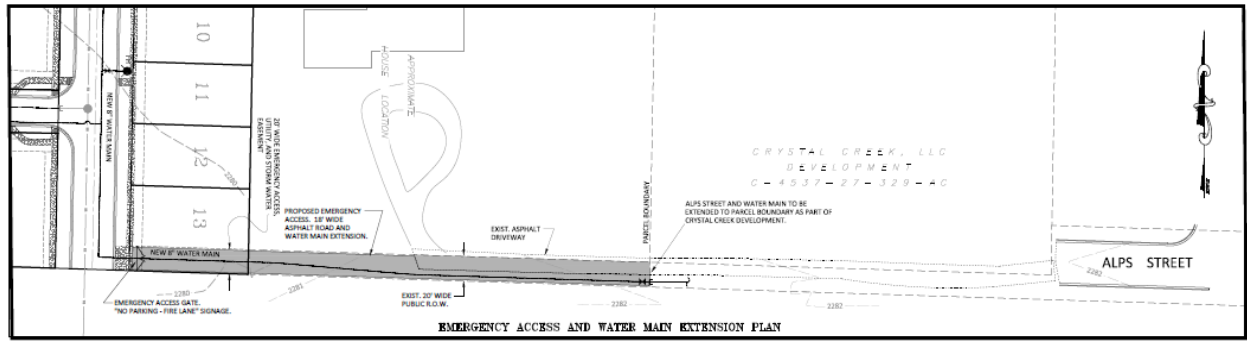 10
11
12
13
NEW 8" WATER MAIN
20' WIDE EMERGENCY ACCESS,
UTILITY, AND STORM WATER
EASEMENT
2280
HOUSE LOCATION
APPROXIMATE
CRYSTAL CREEK, LLC
DEVELOPMENT
C-4537-27-329-AC
PROPOSED EMERGENCY
ACCESS. 18' WIDE
ASPHALT ROAD AND
WATER MAIN EXTENSION.
EXIST. ASPHALT
DRIVEWAY
PARCEL BOUNDARY
ALPS STREET AND WATER MAIN TO BE
EXTENDED TO PARCEL BOUNDARY AS PART OF
CRYSTAL CREEK DEVELOPMENT.
NEW 8" WATER MAIN
ALPS STREET
2282
EMERGENCY ACCESS GATE.
"NO PARKING - FIRE LANE" SIGNAGE.
2280
2281
EXIST. 20' WIDE
PUBLIC R.O.W.
2282
2282
EMERGENCY ACCESS AND WATER MAIN EXTENSION PLAN